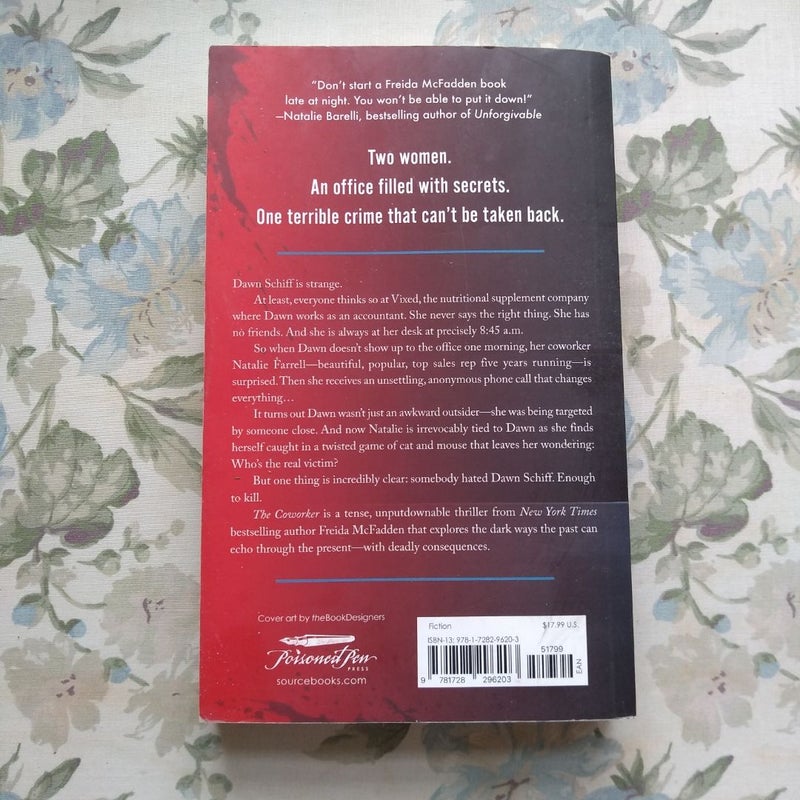 “Don’t start a Freida McFadden book
late at night. You won’t be able to put it down!”
—Natalie Barelli, bestselling author of Unforgivable
Two women.
An office filled with secrets.
One terrible crime that can’t be taken back.
Dawn Schiff is strange.
At least, everyone thinks so at Vixed, the nutritional supplement company
where Dawn works as an accountant. She never says the right thing. She has
no friends. And she is always at her desk at precisely 8:45 a.m.
So when Dawn doesn’t show up to the office one morning, her coworker
Natalie Farrell—beautiful, popular, top sales rep five years running—is
surprised. Then she receives an unsettling, anonymous phone call that changes
everything…
It turns out Dawn wasn’t just an awkward outsider—she was being targeted
by someone close. And now Natalie is irrevocably tied to Dawn as she finds
herself caught in a twisted game of cat and mouse that leaves her wondering:
Who’s the real victim?
But one thing is incredibly clear: somebody hated Dawn Schiff. Enough
to kill.
The Coworker is a tense, unputdownable thriller from New York Times
bestselling author Freida McFadden that explores the dark ways the past can
echo through the present—with deadly consequences.
Cover art by theBookDesigners
Poisoned Pen
PRESS
sourcebooks.com
Fiction $17.99 U.S.
ISBN-13: 978-1-7282-9620-3
51799
9 781728 296203
EAN